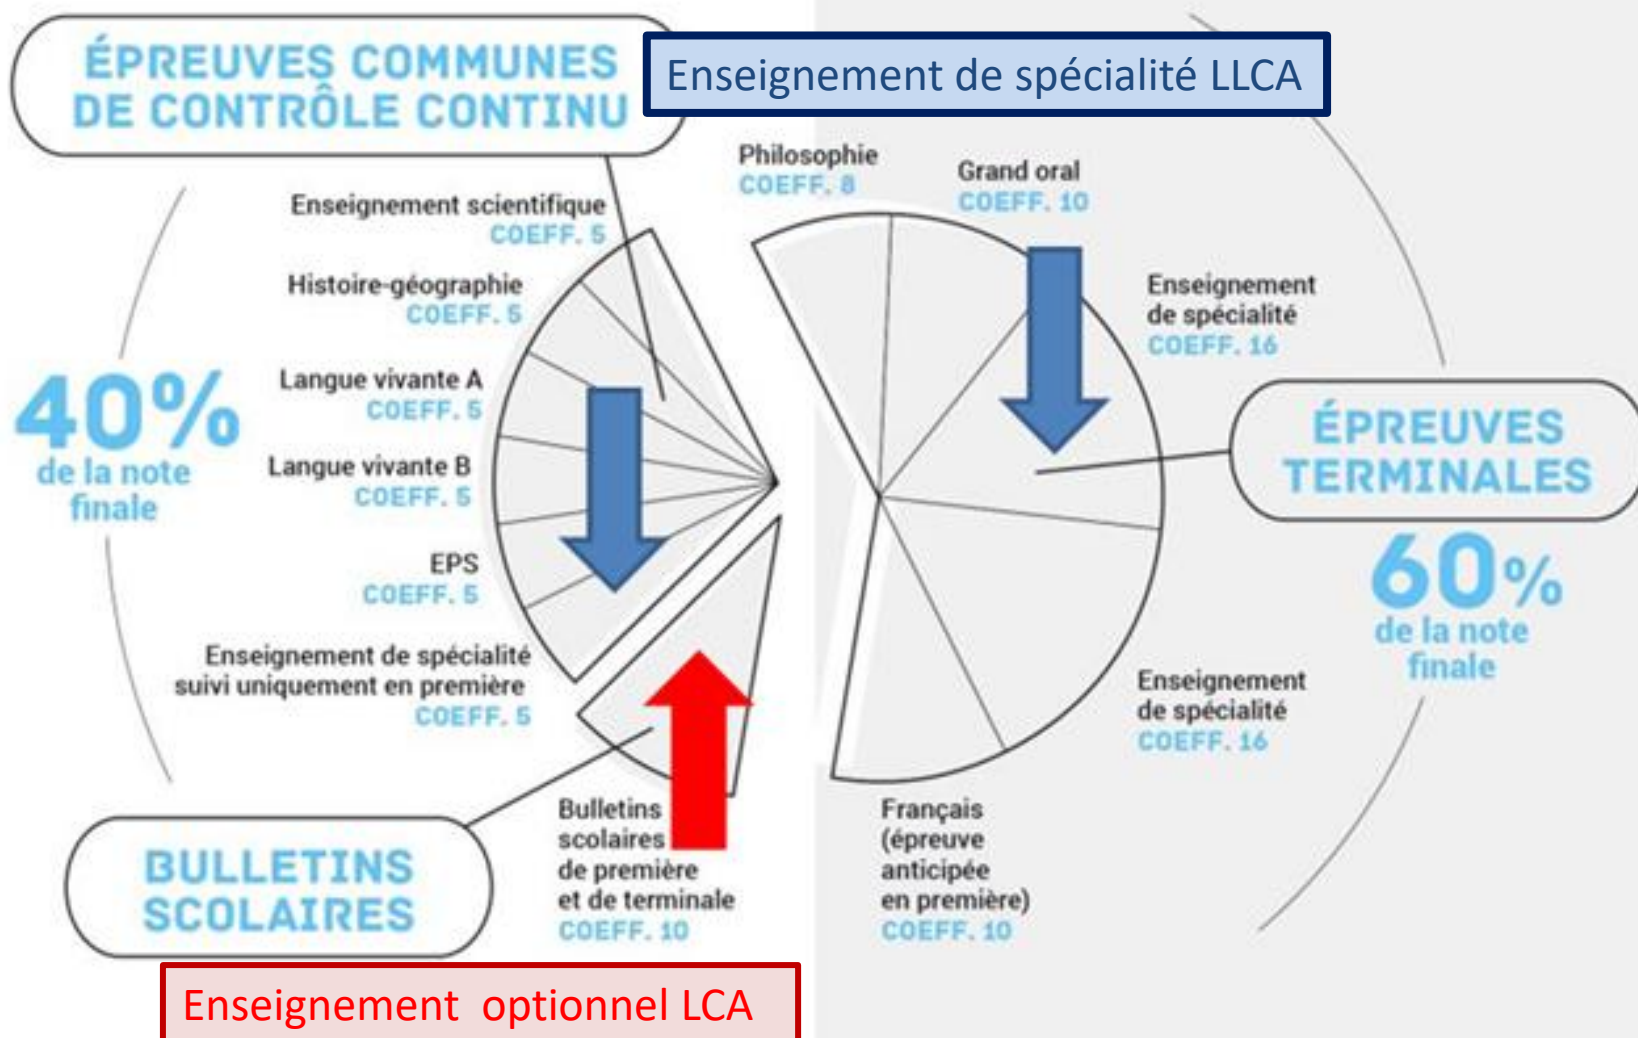 ÉPREUVES COMMUNES
DE CONTRÔLE CONTINU
Enseignement de spécialité LLCA
Philosophie
COEFF. 8
Grand oral
COEFF. 10
Enseignement scientifique
COEFF. 5
Histoire-géographie
COEFF. 5
Enseignement
de spécialité
COEFF. 16
Langue vivante A
COEFF. 5
40%
de la note
finale
Langue vivante B
COEFF. 5
ÉPREUVES
TERMINALES
60%
de la note
finale
EPS
COEFF. 5
Enseignement de spécialité
suivi uniquement en première
COEFF. 5
Enseignement
de spécialité
COEFF. 16
Bulletins
scolaires
de première
et de terminale
COEFF. 10
Français
(épreuve
anticipée
en première)
COEFF. 10
BULLETINS
SCOLAIRES
Enseignement optionnel LCA